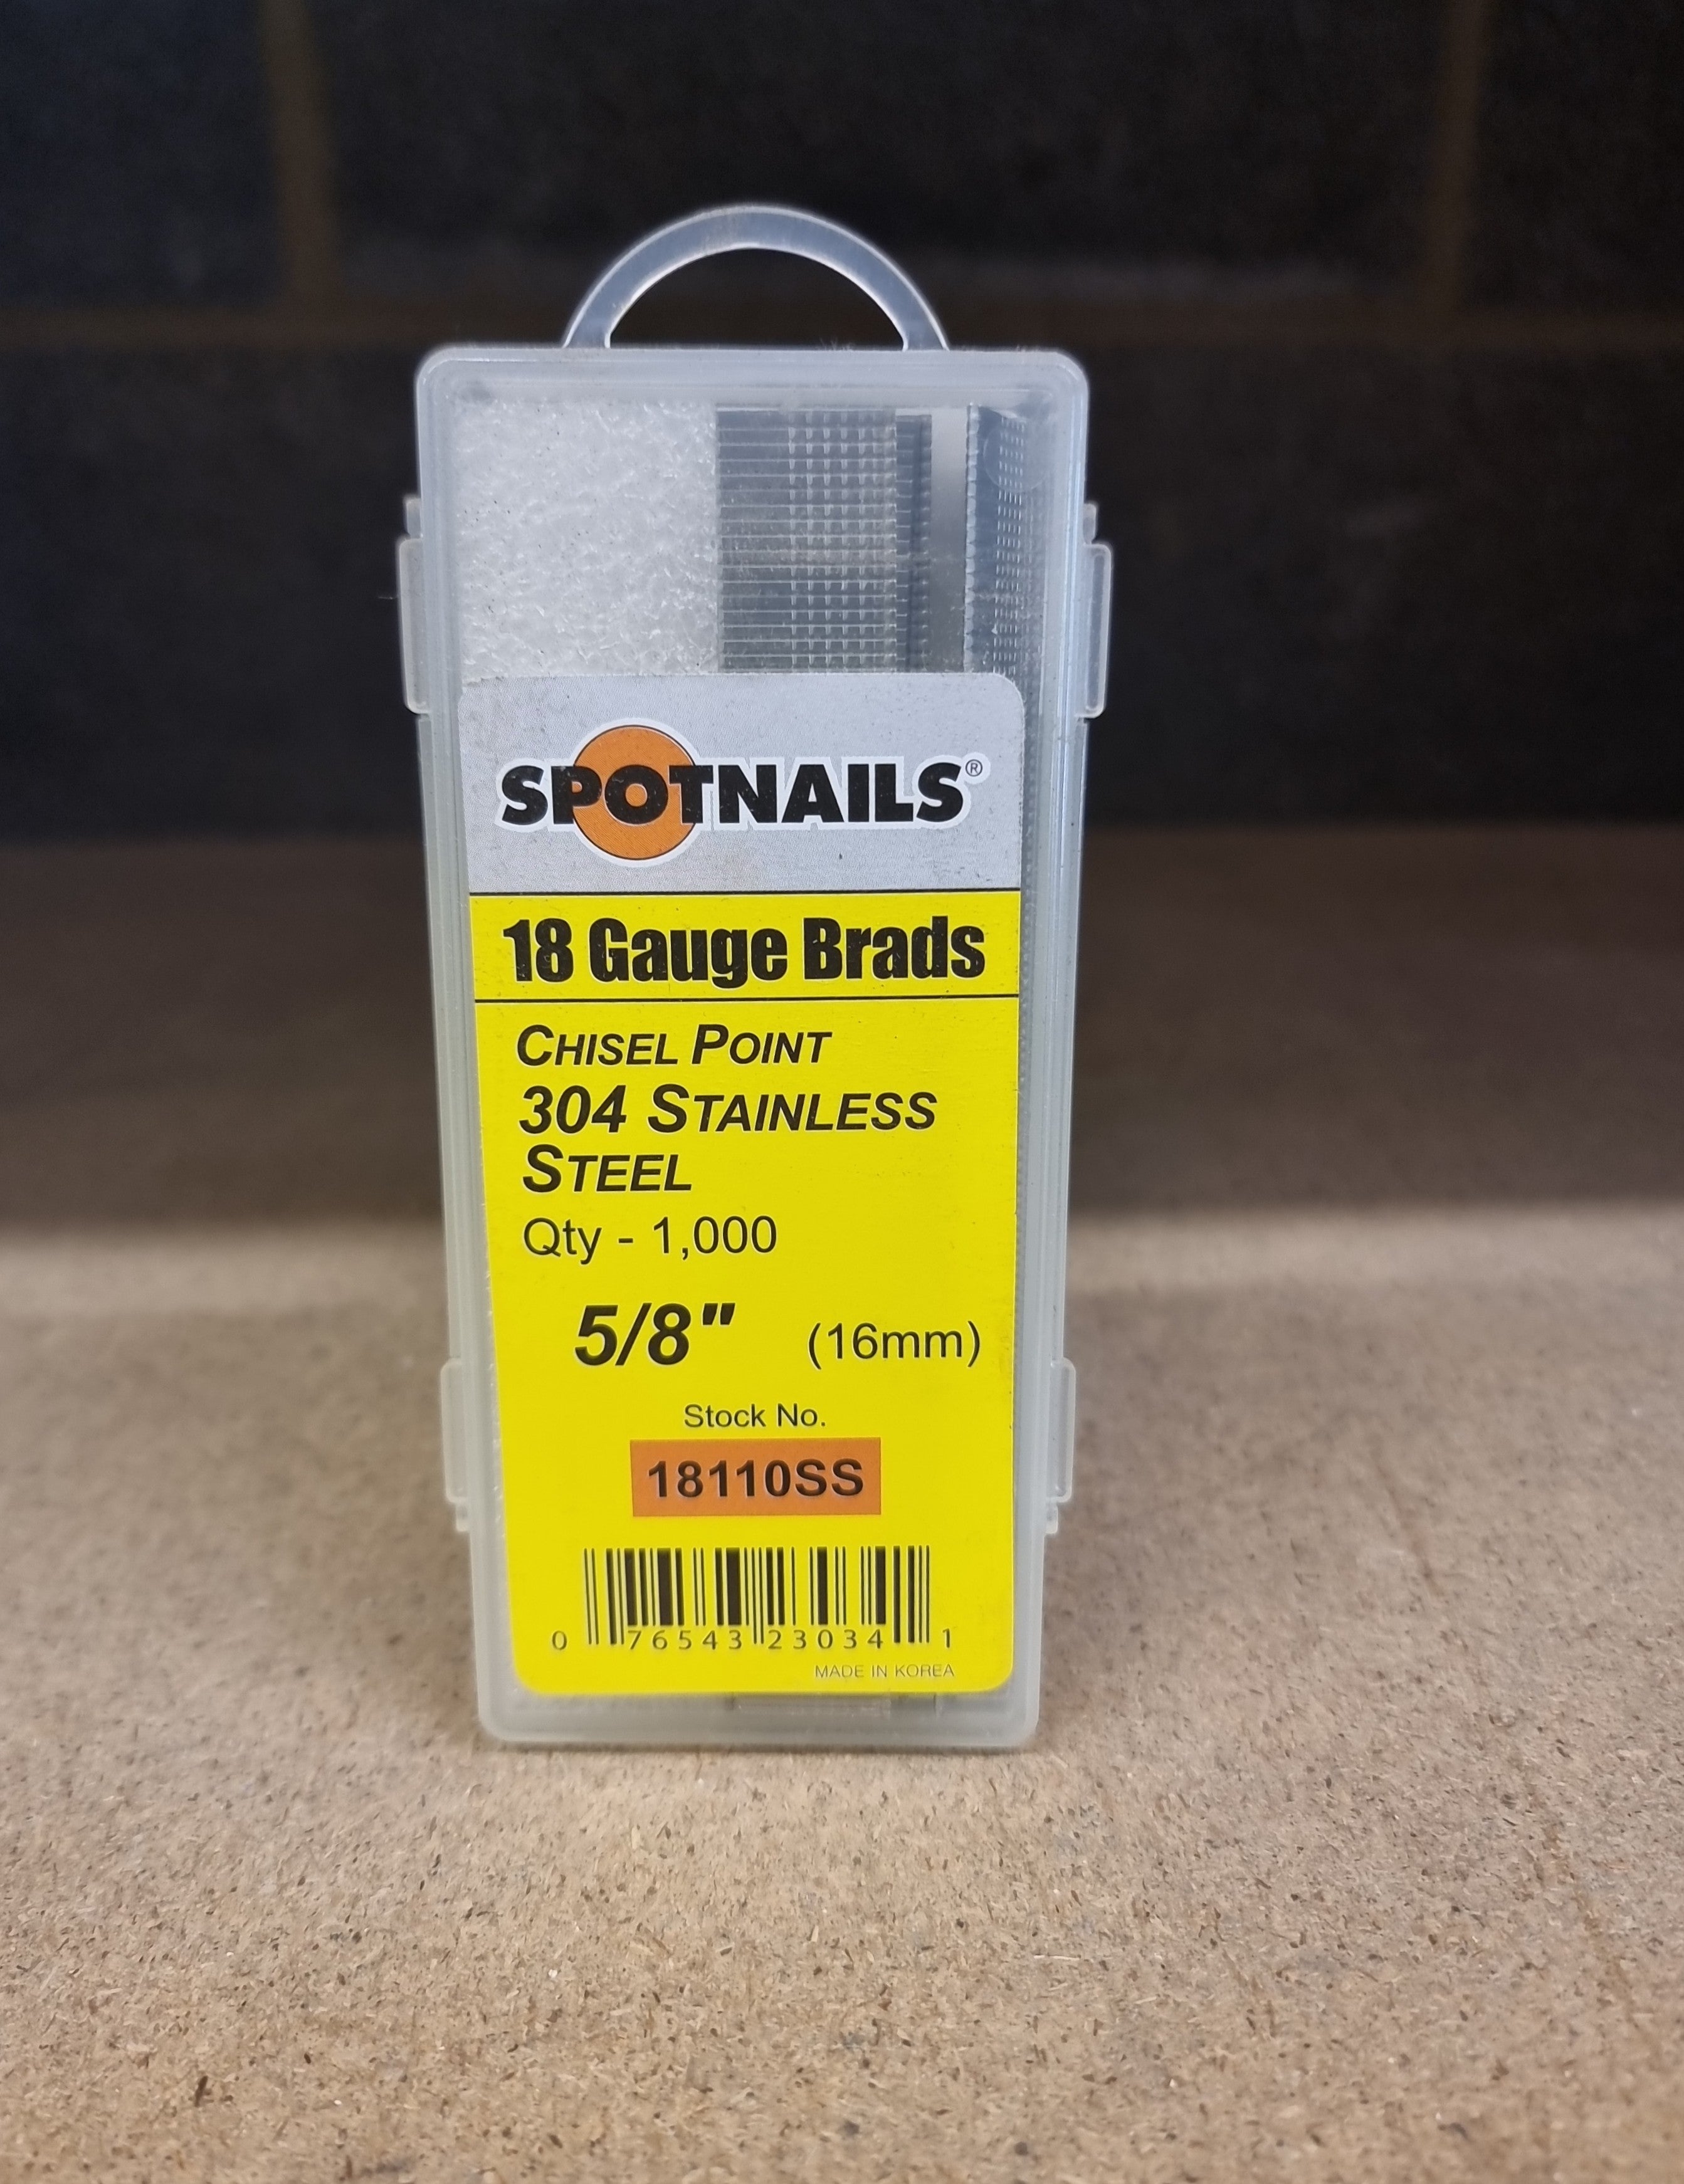 SPOTNAILS®
18 Gauge Brads
CHISEL POINT
304 STAINLESS
STEEL
Qty - 1,000
5/8" (16mm)
Stock No.
18110SS
0 76543 23034 1
MADE IN KOREA